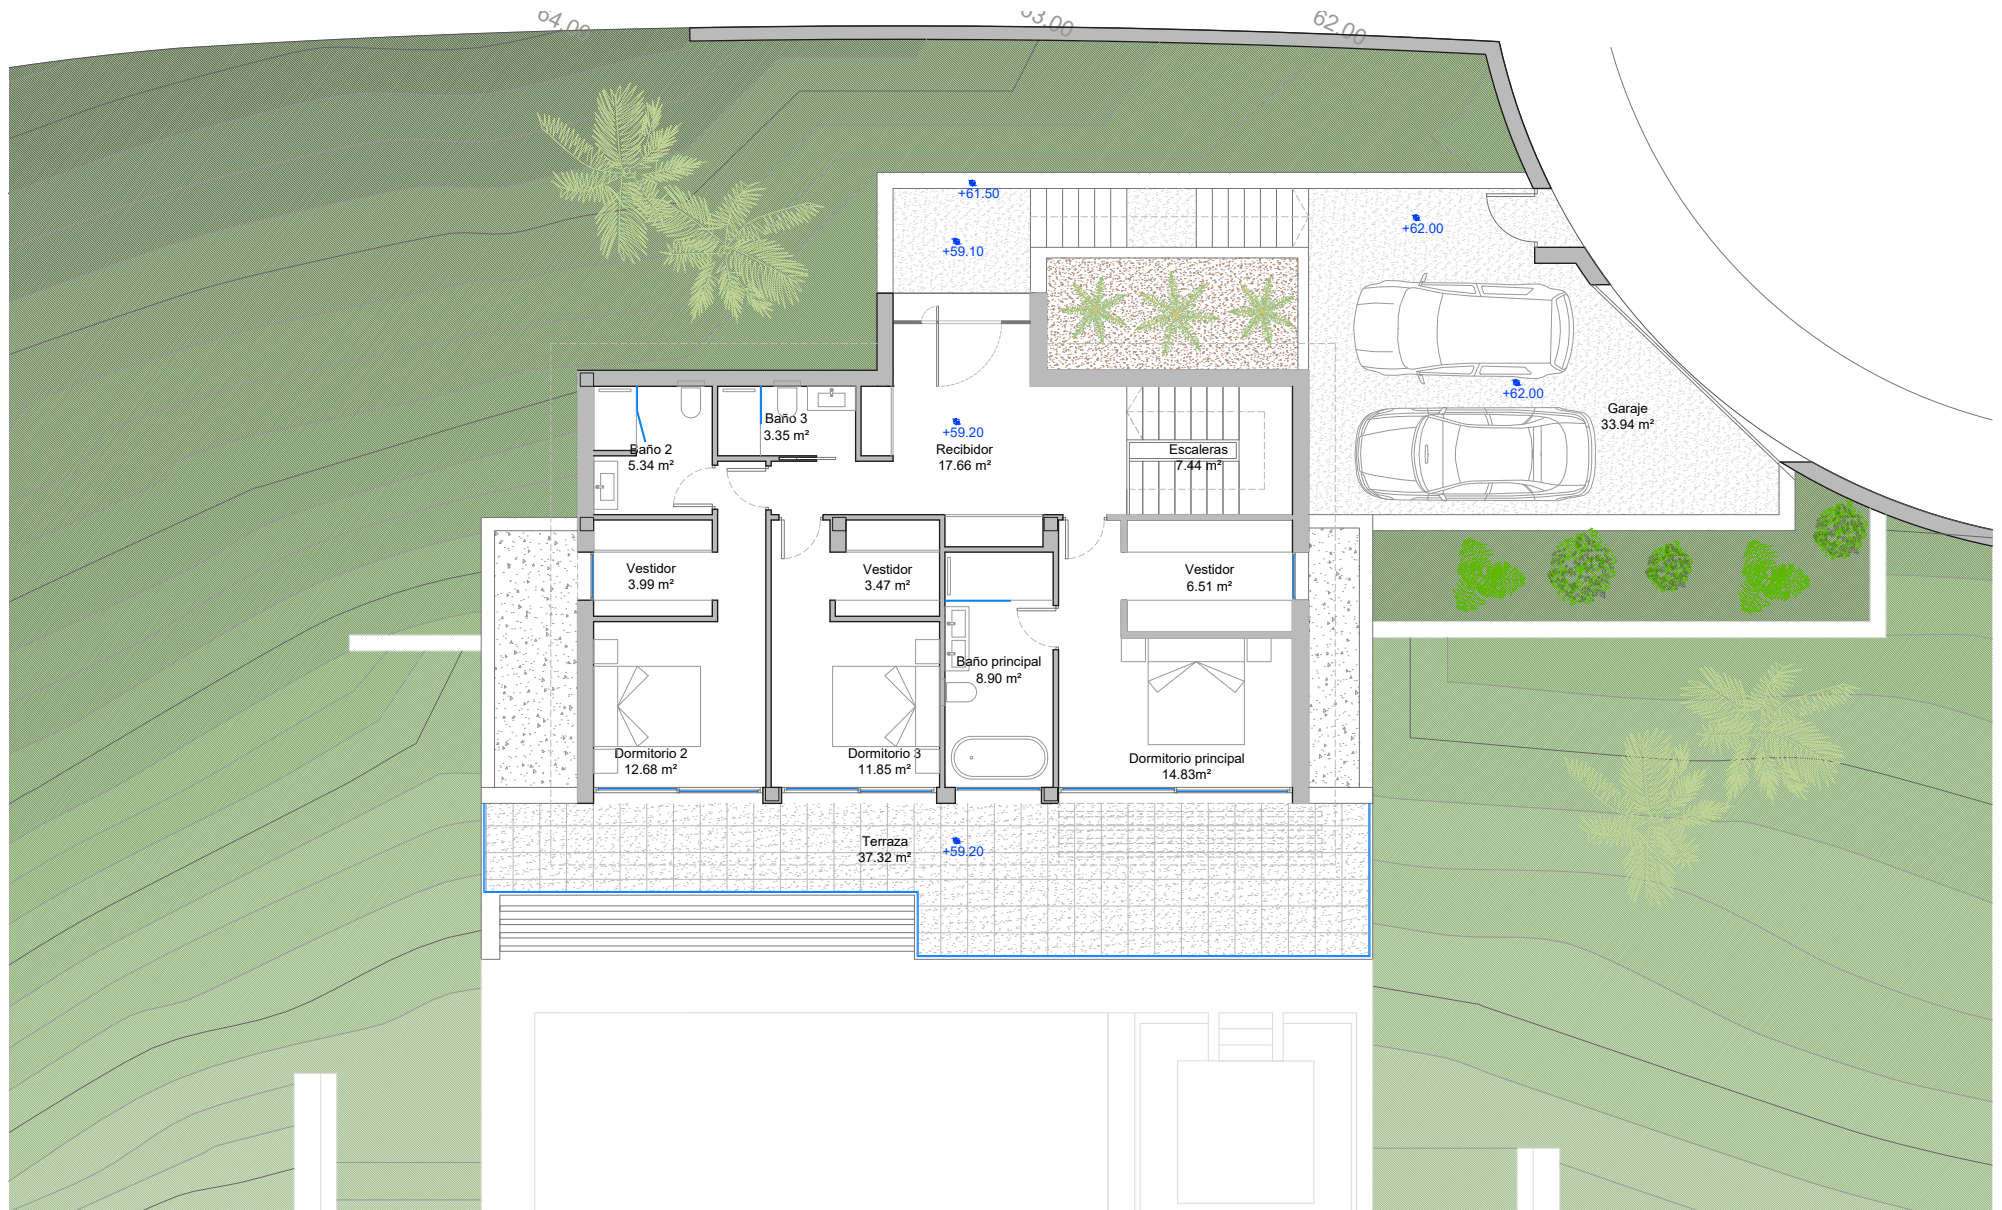 64.00
62.00
+61.50
+59.10
+62.00
+62.00
Garaje
33.94 m²
Baño 3
3.35 m²
+59.20
Recibidor
17.66 m²
Baño 2
5.34 m²
Escaleras
7.44 m²
Vestidor
3.99 m²
Vestidor
3.47 m²
Vestidor
6.51 m²
Baño principal
8.90 m²
Dormitorio 2
12.68 m²
Dormitorio 3
11.85 m²
Dormitorio principal
14.83m²
Terraza
37.32 m²
+59.20